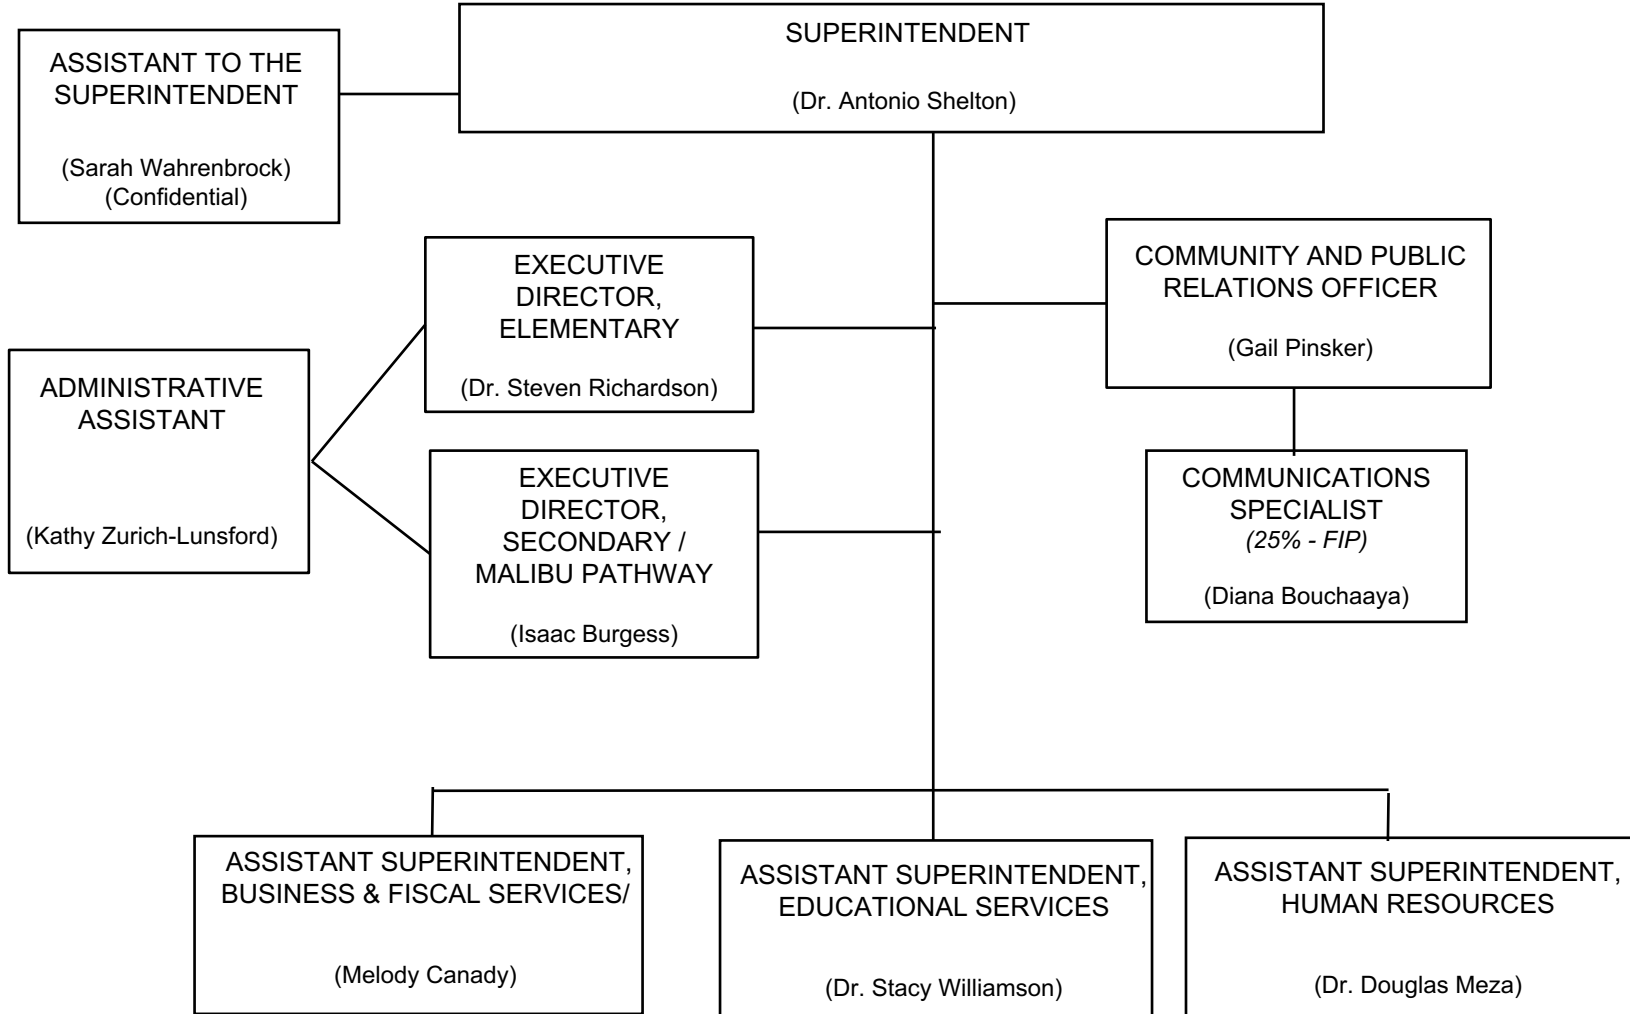 SUPERINTENDENT
(Dr. Antonio Shelton)
ASSISTANT TO THE
SUPERINTENDENT
(Sarah Wahrenbrock)
(Confidential)
EXECUTIVE
DIRECTOR,
ELEMENTARY
(Dr. Steven Richardson)
COMMUNITY AND PUBLIC
RELATIONS OFFICER
(Gail Pinsker)
ADMINISTRATIVE
ASSISTANT
(Kathy Zurich-Lunsford)
EXECUTIVE
DIRECTOR,
SECONDARY /
MALIBU PATHWAY
(Isaac Burgess)
COMMUNICATIONS
SPECIALIST
(25% - FIP)
(Diana Bouchaaya)
ASSISTANT SUPERINTENDENT,
BUSINESS & FISCAL SERVICES/
(Melody Canady)
ASSISTANT SUPERINTENDENT,
EDUCATIONAL SERVICES
(Dr. Stacy Williamson)
ASSISTANT SUPERINTENDENT,
HUMAN RESOURCES
(Dr. Douglas Meza)